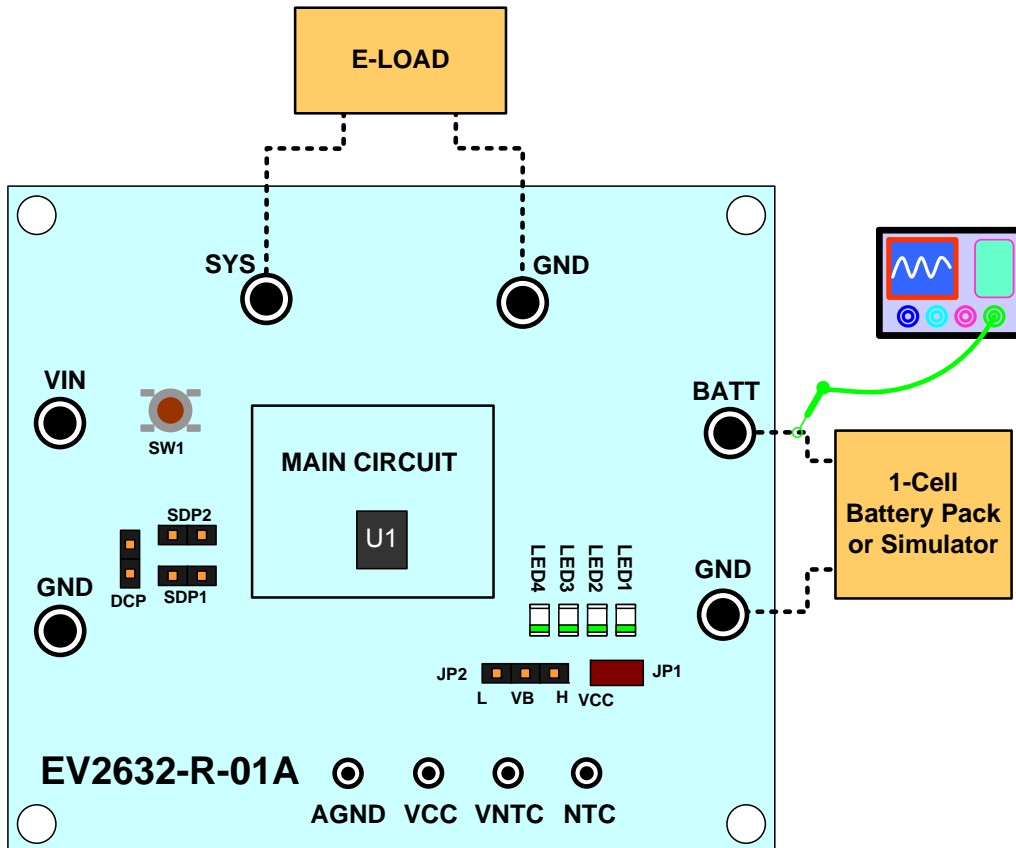 E-LOAD
SYS
GND
VIN
BATT
SW1
MAIN CIRCUIT
1-Cell
Battery Pack
or Simulator
SDP2
U1
LED4
LED3
LED2
LED1
GND
GND
DCP
SDP1
JP2
JP1
L
VB
H
VCC
EV2632-R-01A
AGND
VCC
VNTC
NTC